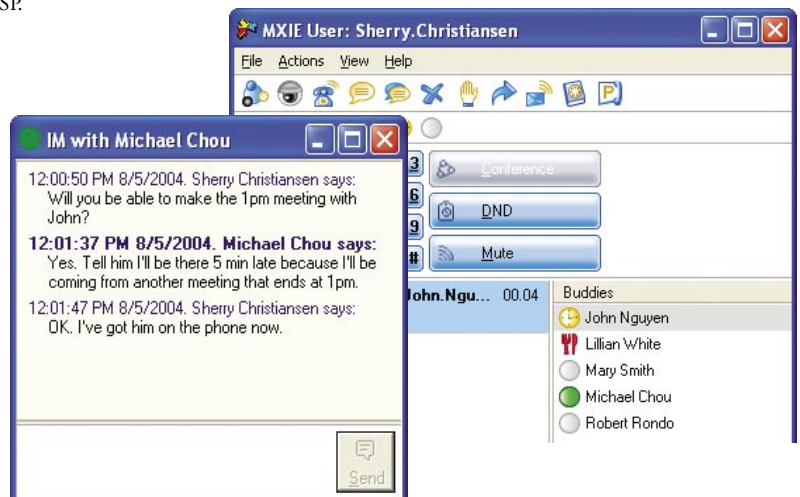 SP.
MXIE User: Sherry.Christiansen
File Actions View Help
IM with Michael Chou
12:00:50 PM 8/5/2004. Sherry Christiansen says:
Will you be able to make the 1pm meeting with
John?
12:01:37 PM 8/5/2004. Michael Chou says:
Yes. Tell him I'll be there 5 min late because I'll be
coming from another meeting that ends at 1pm.
12:01:47 PM 8/5/2004. Sherry Christiansen says:
OK. I've got him on the phone now.
Send
3
Conference
6
DND
9
#
Mute
John.Ngu... 00.04
Buddies
John Nguyen
Lillian White
Mary Smith
Michael Chou
Robert Rondo